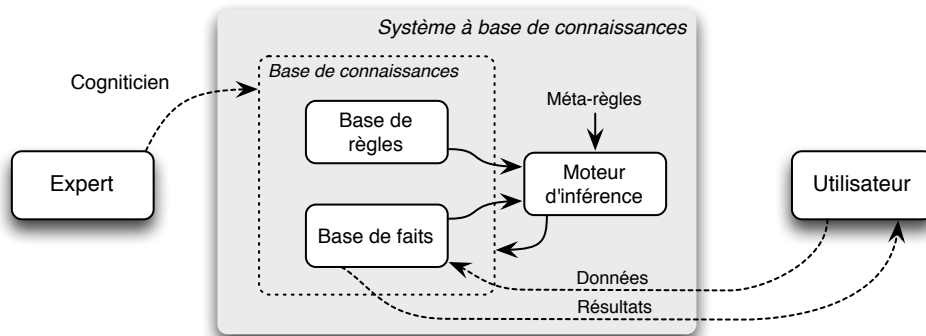 Système à base de connaissances
Base de connaissances
Cogniticien
Méta-règles
Base de
règles
Expert
Moteur
d'inférence
Utilisateur
Base de faits
Données
Résultats